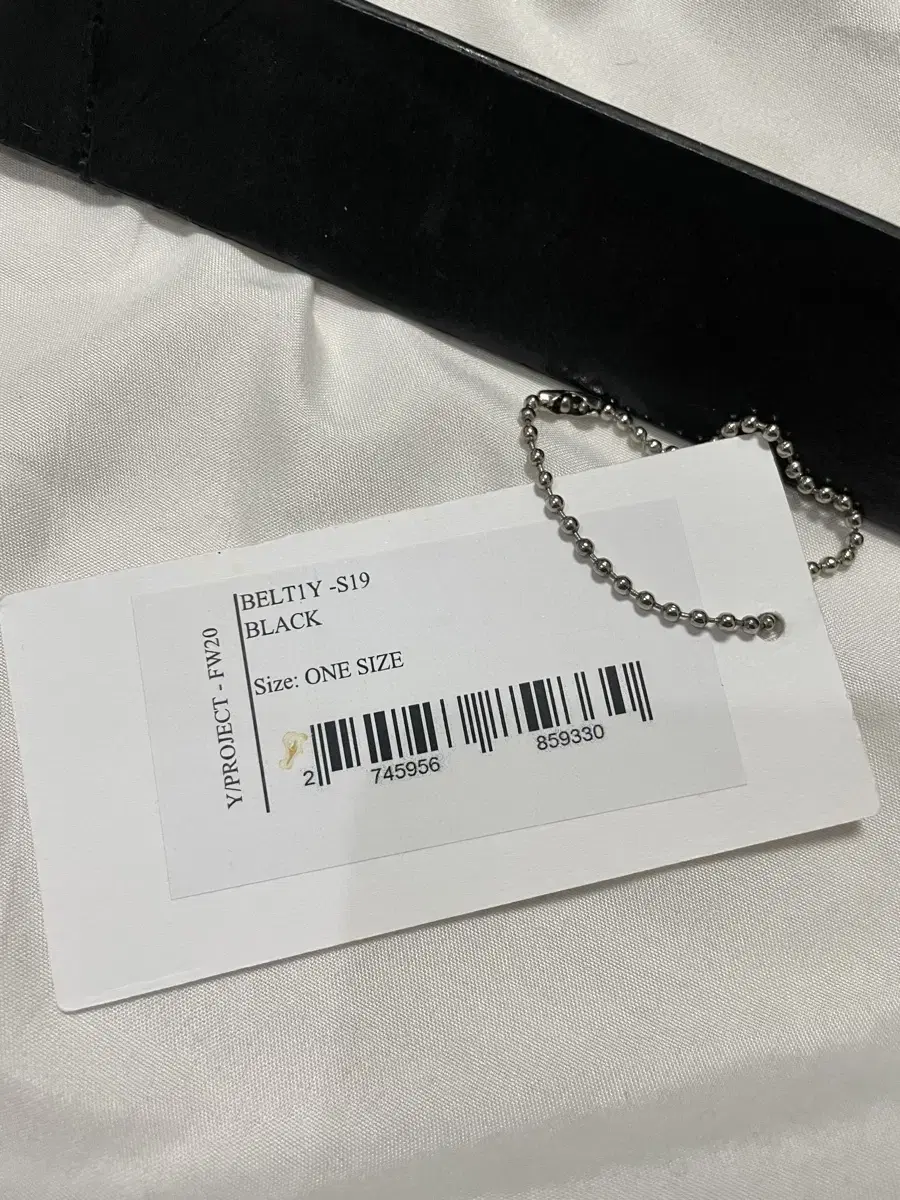 Y/PROJECT - FW20
BELT1Y -S19
BLACK
Size: ONE SIZE
2 745956 859330